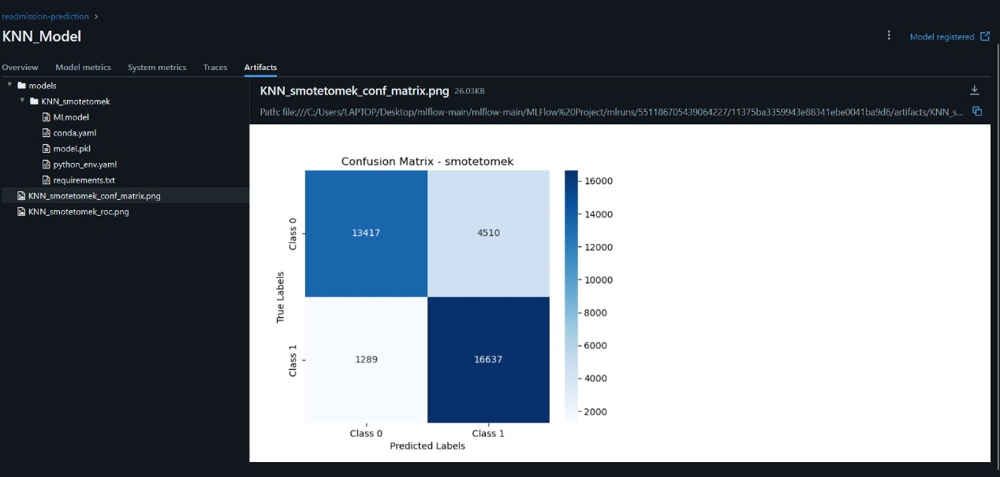 readmission-prediction >
KNN_Model
Model registered
Overview Model metrics System metrics Traces Artifacts
models
KNN_smotetomek
MLmodel
conda.yaml
model.pkl
python_env.yaml
requirements.txt
KNN_smotetomek_conf_matrix.png
KNN_smotetomek_roc.png
KNN_smotetomek_conf_matrix.png 26.03KB
Path: file:///C:/Users/LAPTOP/Desktop/mlflow-main/mlflow-main/MLFlow%20Project/mlruns/551186705439064227/11375ba3359943e88341ebe0041ba9d6/artifacts/KNN_s...
Confusion Matrix - smotetomek
True Labels
Class 0
13417 4510
Class 1
1289 16637
Class 0 Class 1
Predicted Labels
16000
14000
12000
10000
8000
6000
4000
2000